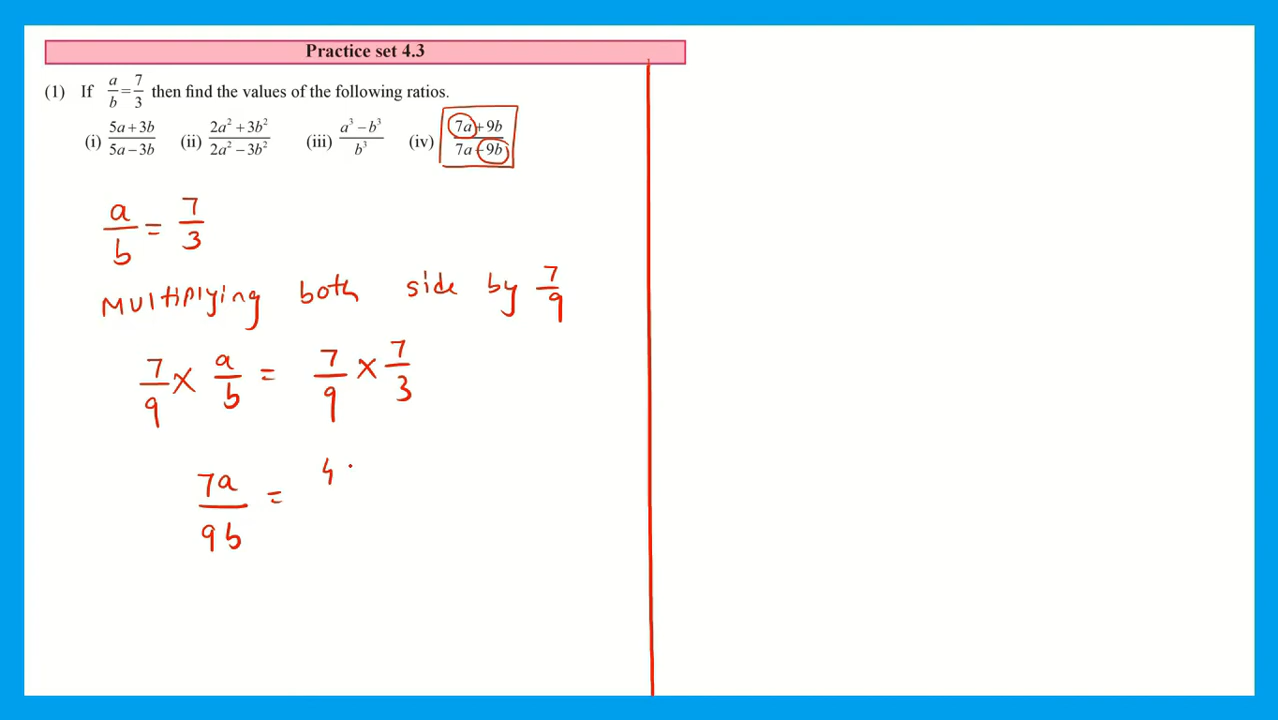 Practice set 4.3
(1) If a/b = 7/3 then find the values of the following ratios.
(i) 5a + 3b / 5a − 3b (ii) 2a² + 3b² / 2a² − 3b² (iii) a³ − b³ / b³ (iv) 7a + 9b / 7a − 9b
a/b = 7/3
Multiplying both side by 7/9
7/9 × a/b = 7/9 × 7/3
7a/9b = 4